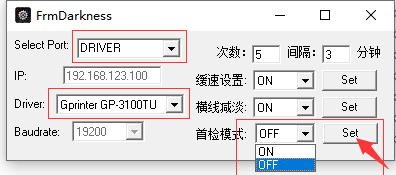 FrmDarkness
Select Port: DRIVER
次数: 5 间隔: 3 分钟
IP: 192.168.123.100
缓速设置: ON Set
Driver: Gprinter GP-3100TU
横线减淡: ON Set
Baudrate: 19200
首检模式: OFF Set
ON
OFF